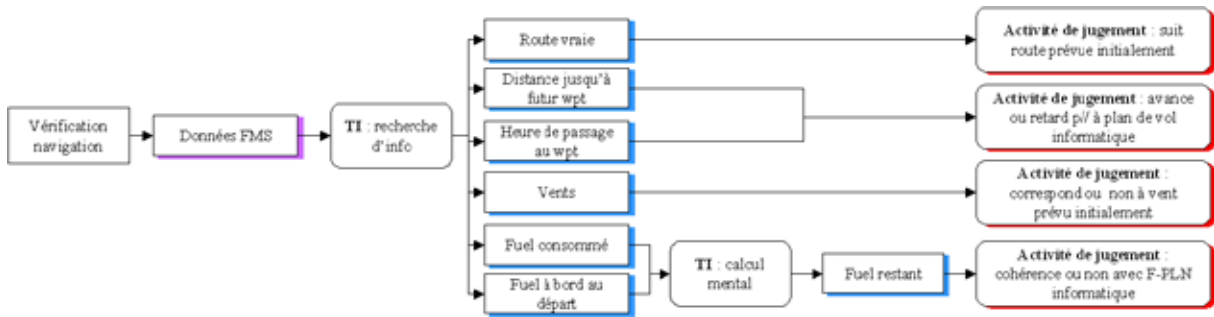 Vérification
navigation
Données FMS
TI : recherche
d'info
Route vraie
Distance jusqu'à
futur wpt
Heure de passage
au wpt
Vents
Fuel consommé
Fuel à bord au
départ
TI : calcul
mental
Fuel restant
Activité de jugement : suit
route prévue initialement
Activité de jugement : avance
ou retard p// à plan de vol
informatique
Activité de jugement :
correspond ou non à vent
prévu initialement
Activité de jugement :
cohérence ou non avec F-PLN
informatique